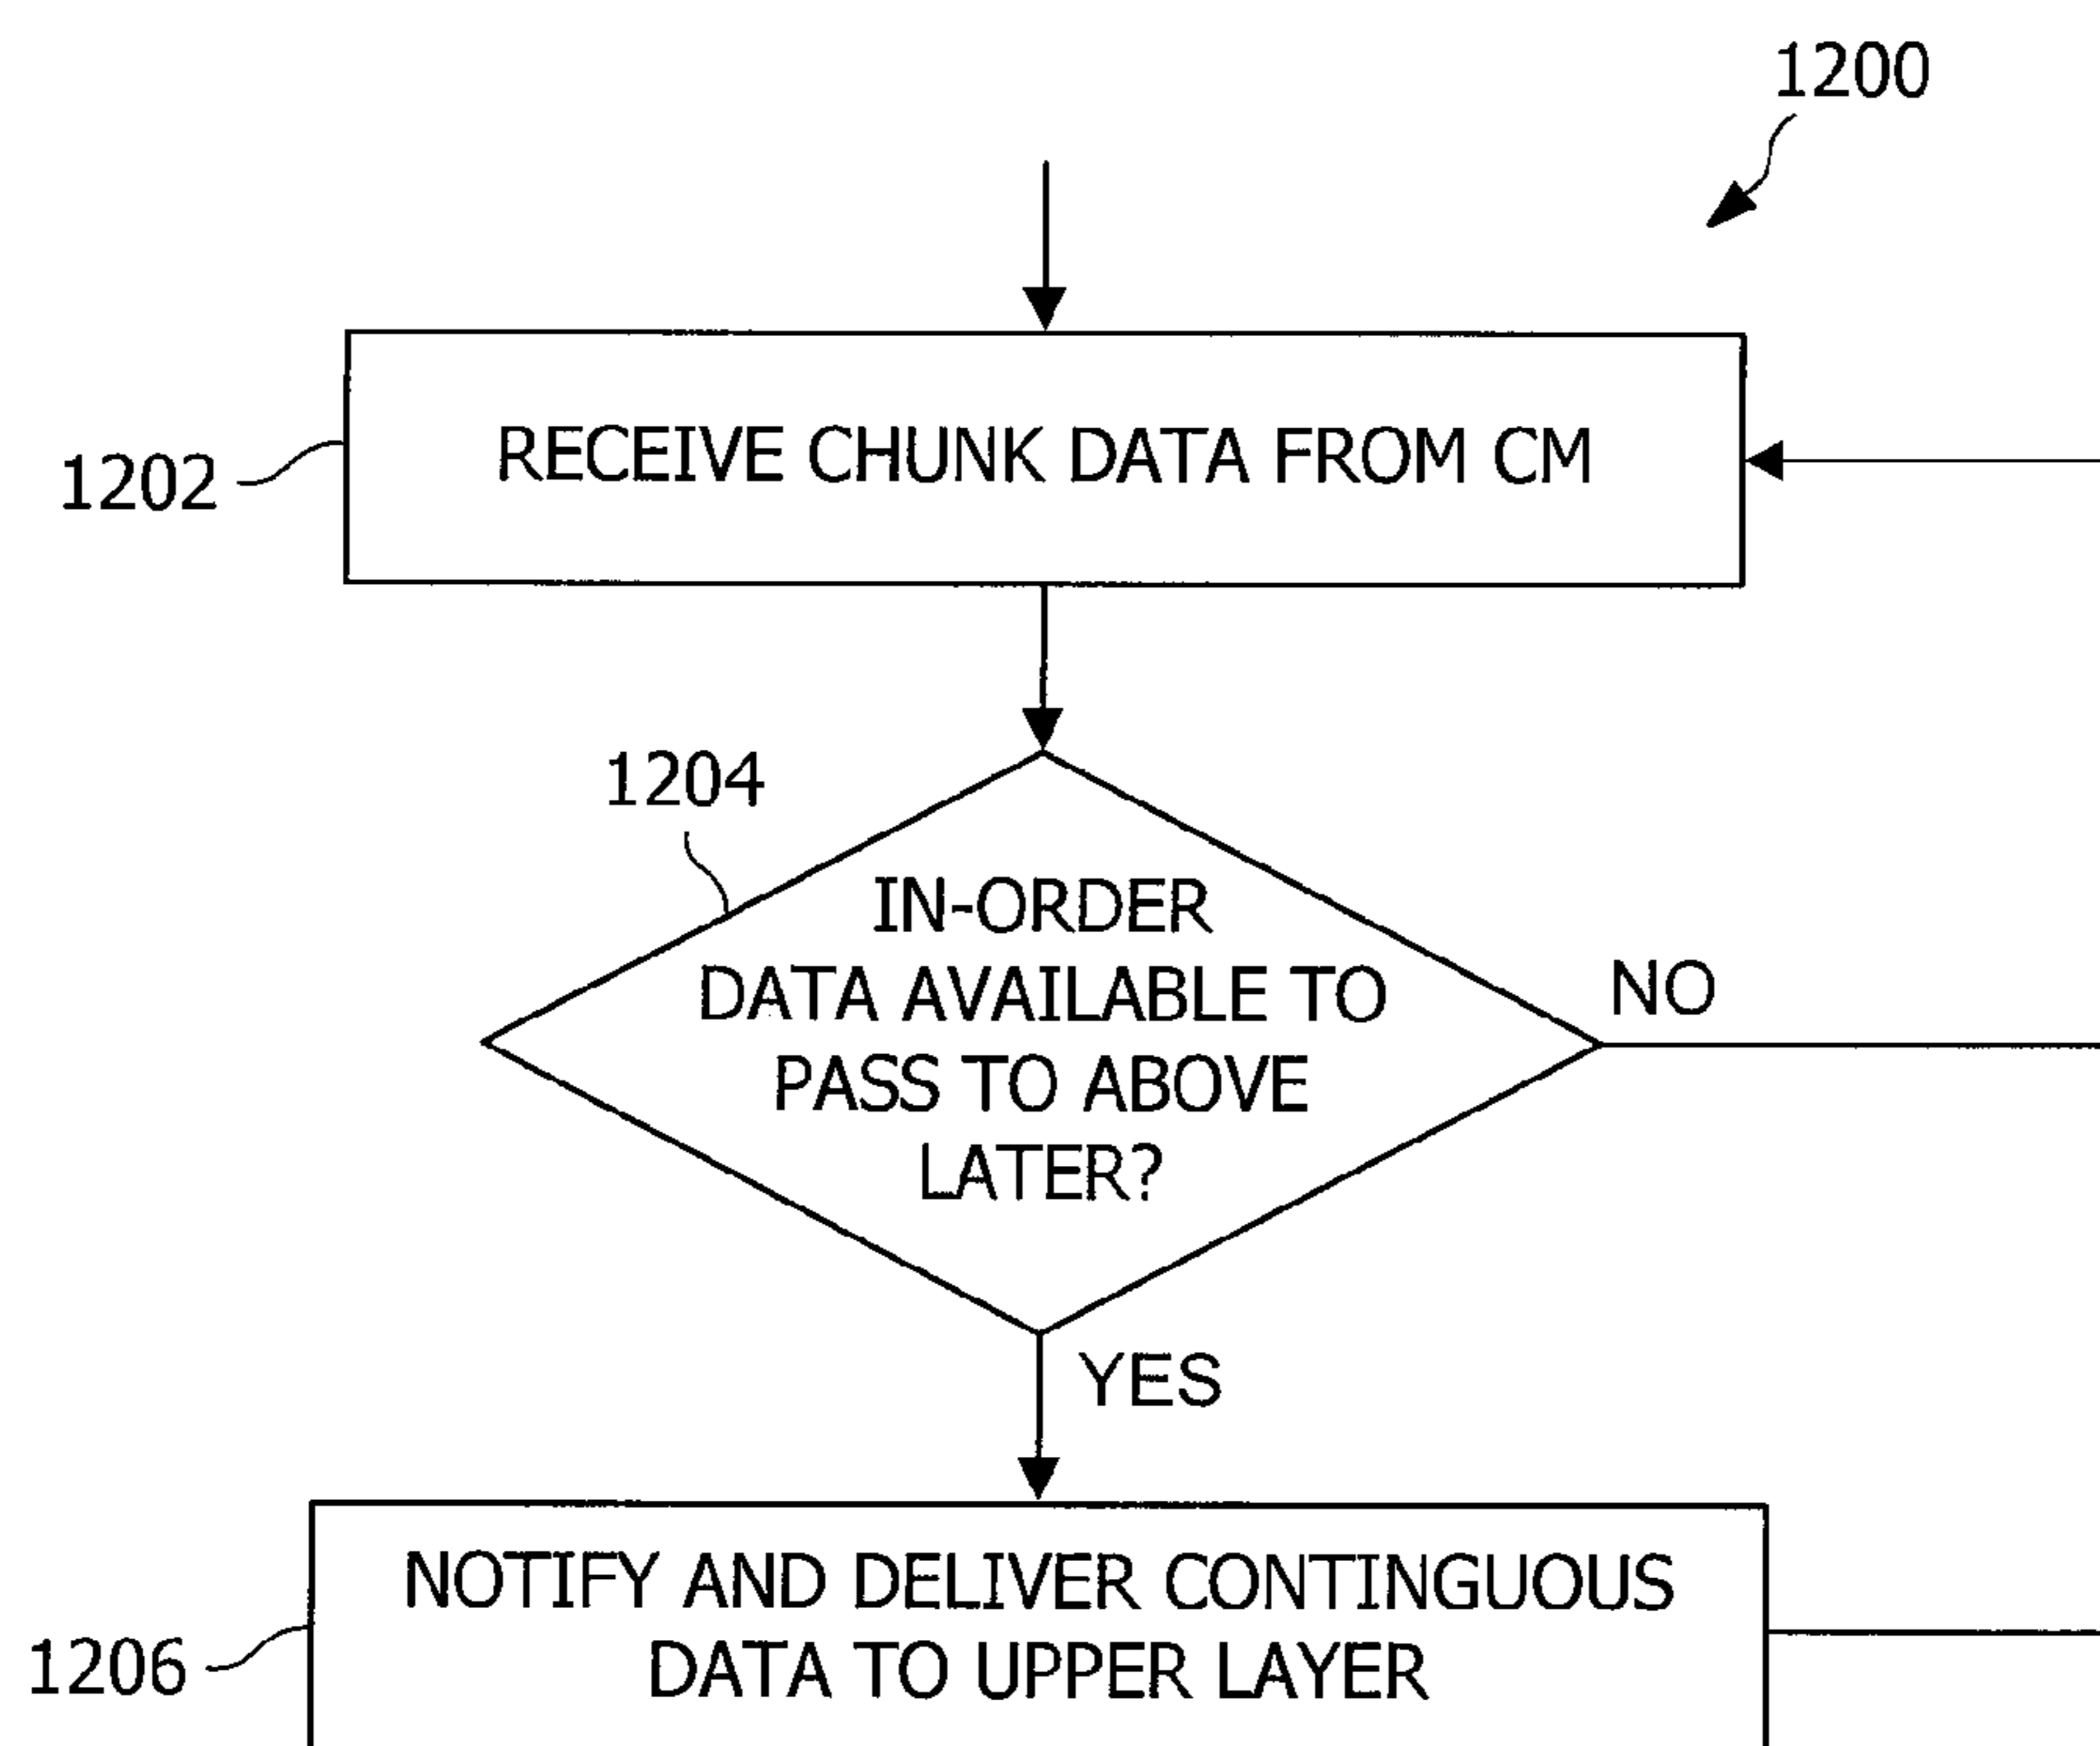 1200
RECEIVE CHUNK DATA FROM CM
1202
1204
IN-ORDER
DATA AVAILABLE TO
PASS TO ABOVE
LATER?
NO
YES
NOTIFY AND DELIVER CONTINGUOUS
DATA TO UPPER LAYER
1206